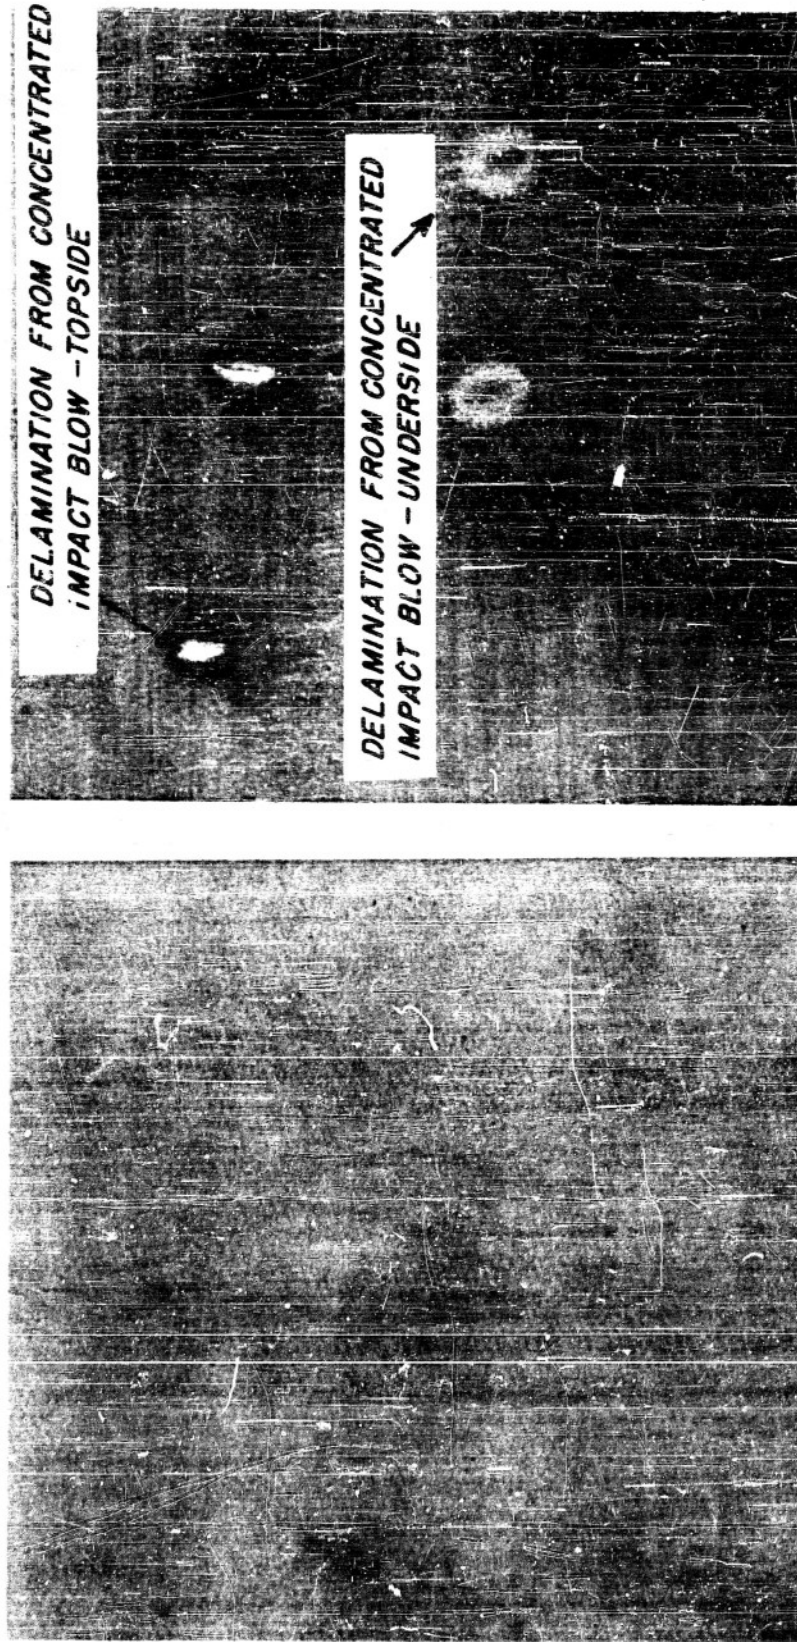 DELAMINATION FROM CONCENTRATED
IMPACT BLOW - TOPSIDE
DELAMINATION FROM CONCENTRATED
IMPACT BLOW - UNDERSIDE